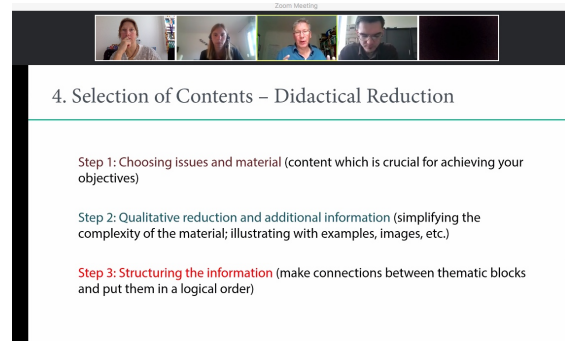 Zoom Meeting
4. Selection of Contents – Didactical Reduction
Step 1: Choosing issues and material (content which is crucial for achieving your
objectives)
Step 2: Qualitative reduction and additional information (simplifying the
complexity of the material; illustrating with examples, images, etc.)
Step 3: Structuring the information (make connections between thematic blocks
and put them in a logical order)